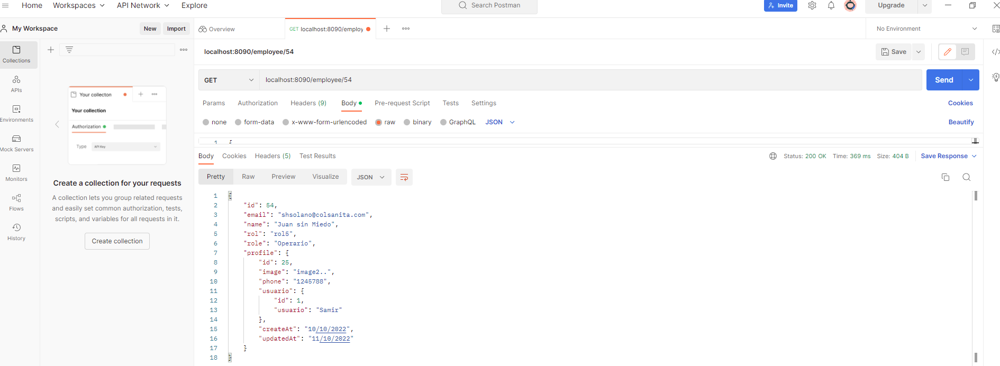 Home Workspaces API Network Explore Search Postman Invite Upgrade
My Workspace New Import Overview GET localhost:8090/employ No Environment
Collections
APIs
Environments
Mock Servers
Monitors
Flows
History
Your collecton
Your collection
Authorization
Type API Key
Create a collection for your requests
A collection lets you group related requests
and easily set common authorization, tests,
scripts, and variables for all requests in it.
Create collection
localhost:8090/employee/54 Save
GET localhost:8090/employee/54 Send
Params Authorization Headers (9) Body Pre-request Script Tests Settings Cookies
none form-data x-www-form-urlencoded raw binary GraphQL JSON Beautify
1 {
Body Cookies Headers (5) Test Results Status: 200 OK Time: 369 ms Size: 404 B Save Response
Pretty Raw Preview Visualize JSON
1 {
2 "id": 54,
3 "email": "shsolano@colsanita.com",
4 "name": "Juan sin Miedo",
5 "rol": "rol5",
6 "role": "Operario",
7 "profile": {
8 "id": 25,
9 "image": "image2..",
10 "phone": "1245788",
11 "usuario": {
12 "id": 1,
13 "usuario": "Samir"
14 },
15 "createAt": "10/10/2022",
16 "updatedAt": "11/10/2022"
17 }
18 }